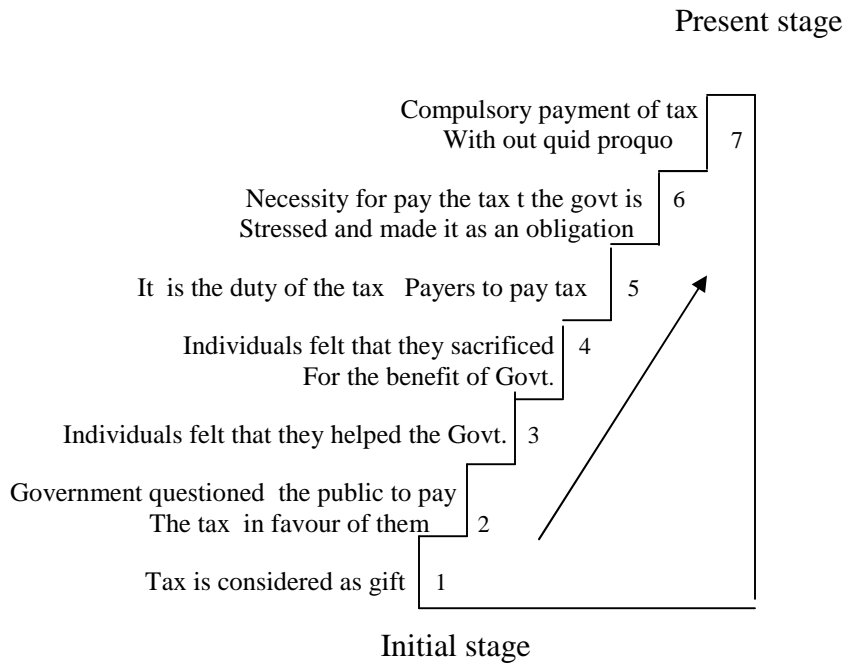 Present stage
Compulsory payment of tax
With out quid proquo 7
Necessity for pay the tax t the govt is 6
Stressed and made it as an obligation
It is the duty of the tax Payers to pay tax 5
Individuals felt that they sacrificed 4
For the benefit of Govt.
Individuals felt that they helped the Govt. 3
Government questioned the public to pay
The tax in favour of them 2
Tax is considered as gift 1
Initial stage